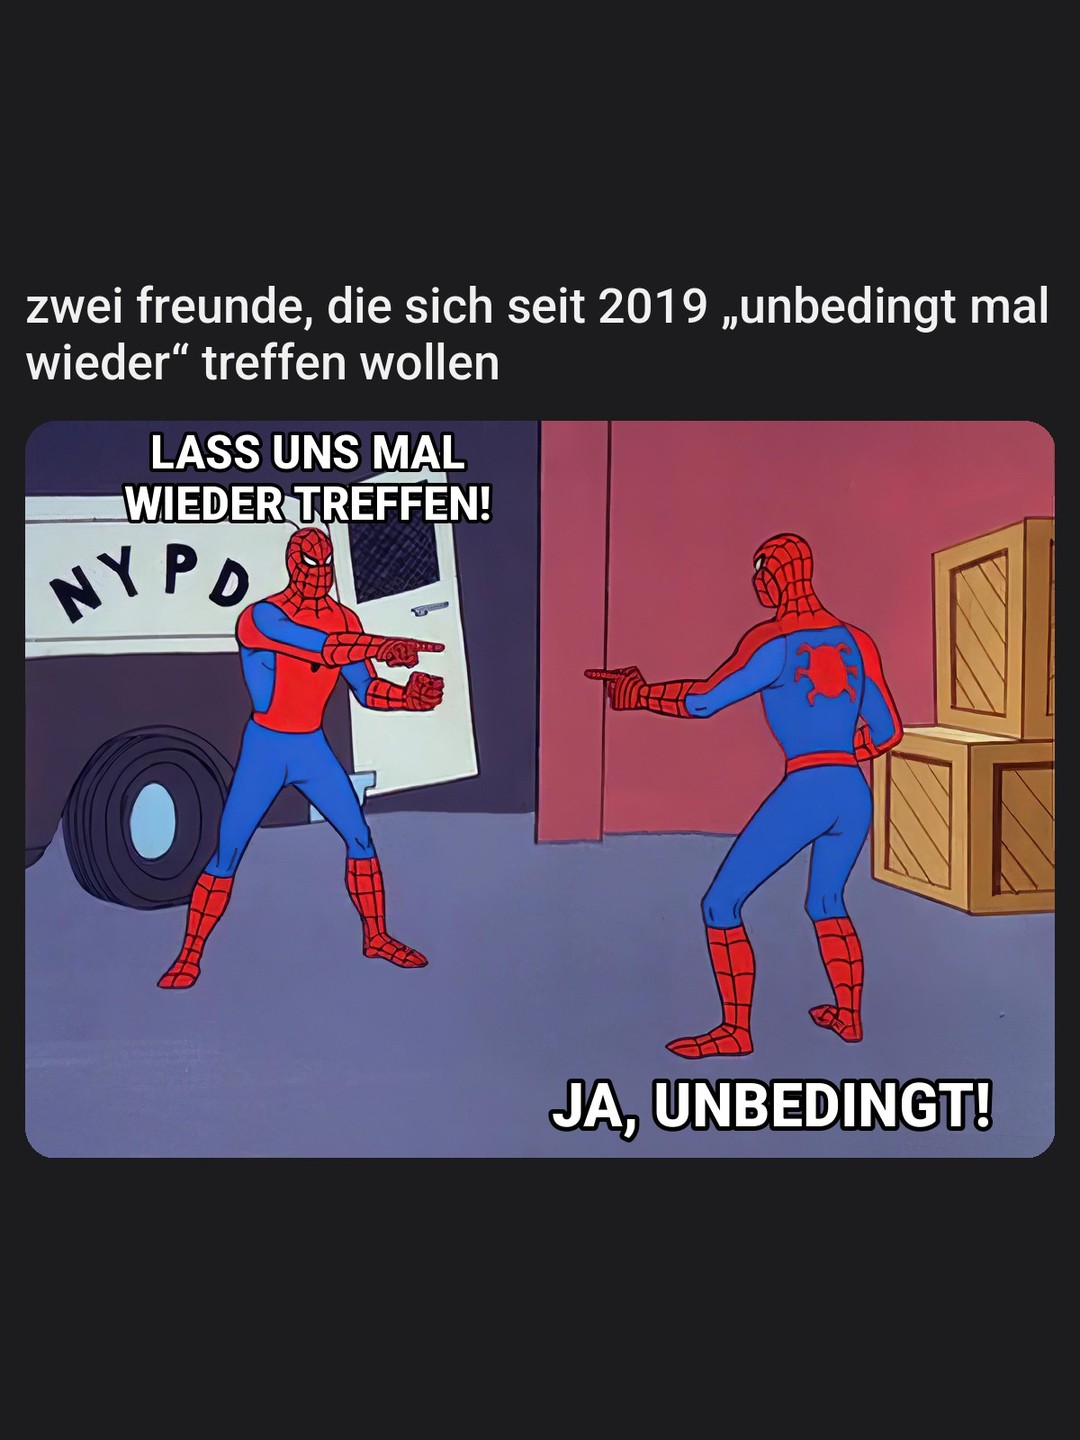 zwei freunde, die sich seit 2019 „unbedingt mal
wieder“ treffen wollen
LASS UNS MAL
WIEDER TREFFEN!
NYPD
JA, UNBEDINGT!